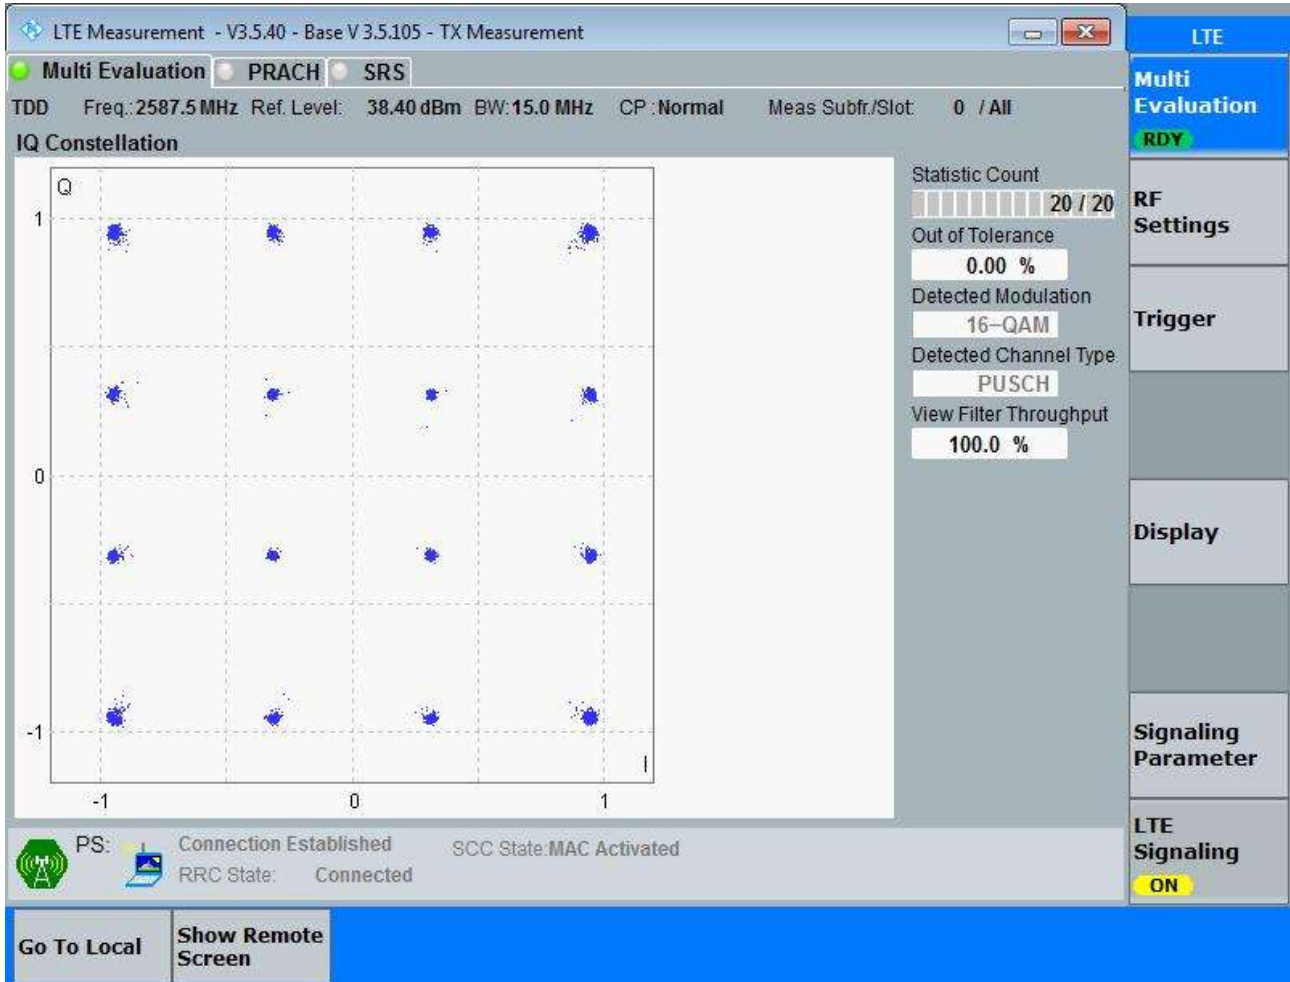 LTE Measurement - V3.5.40 - Base V 3.5.105 - TX Measurement
LTE
Multi Evaluation PRACH SRS
TDD Freq.: 2587.5 MHz Ref. Level: 38.40 dBm BW: 15.0 MHz CP : Normal Meas Subfr./Slot: 0 / All
IQ Constellation
Q
1
0
-1
-1 0 1
I
Statistic Count
20 / 20
Out of Tolerance
0.00 %
Detected Modulation
16-QAM
Detected Channel Type
PUSCH
View Filter Throughput
100.0 %
Multi
Evaluation
RDY
RF
Settings
Trigger
Display
Signaling
Parameter
LTE
Signaling
ON
PS: Connection Established SCC State: MAC Activated
RRC State: Connected
Go To Local
Show Remote
Screen